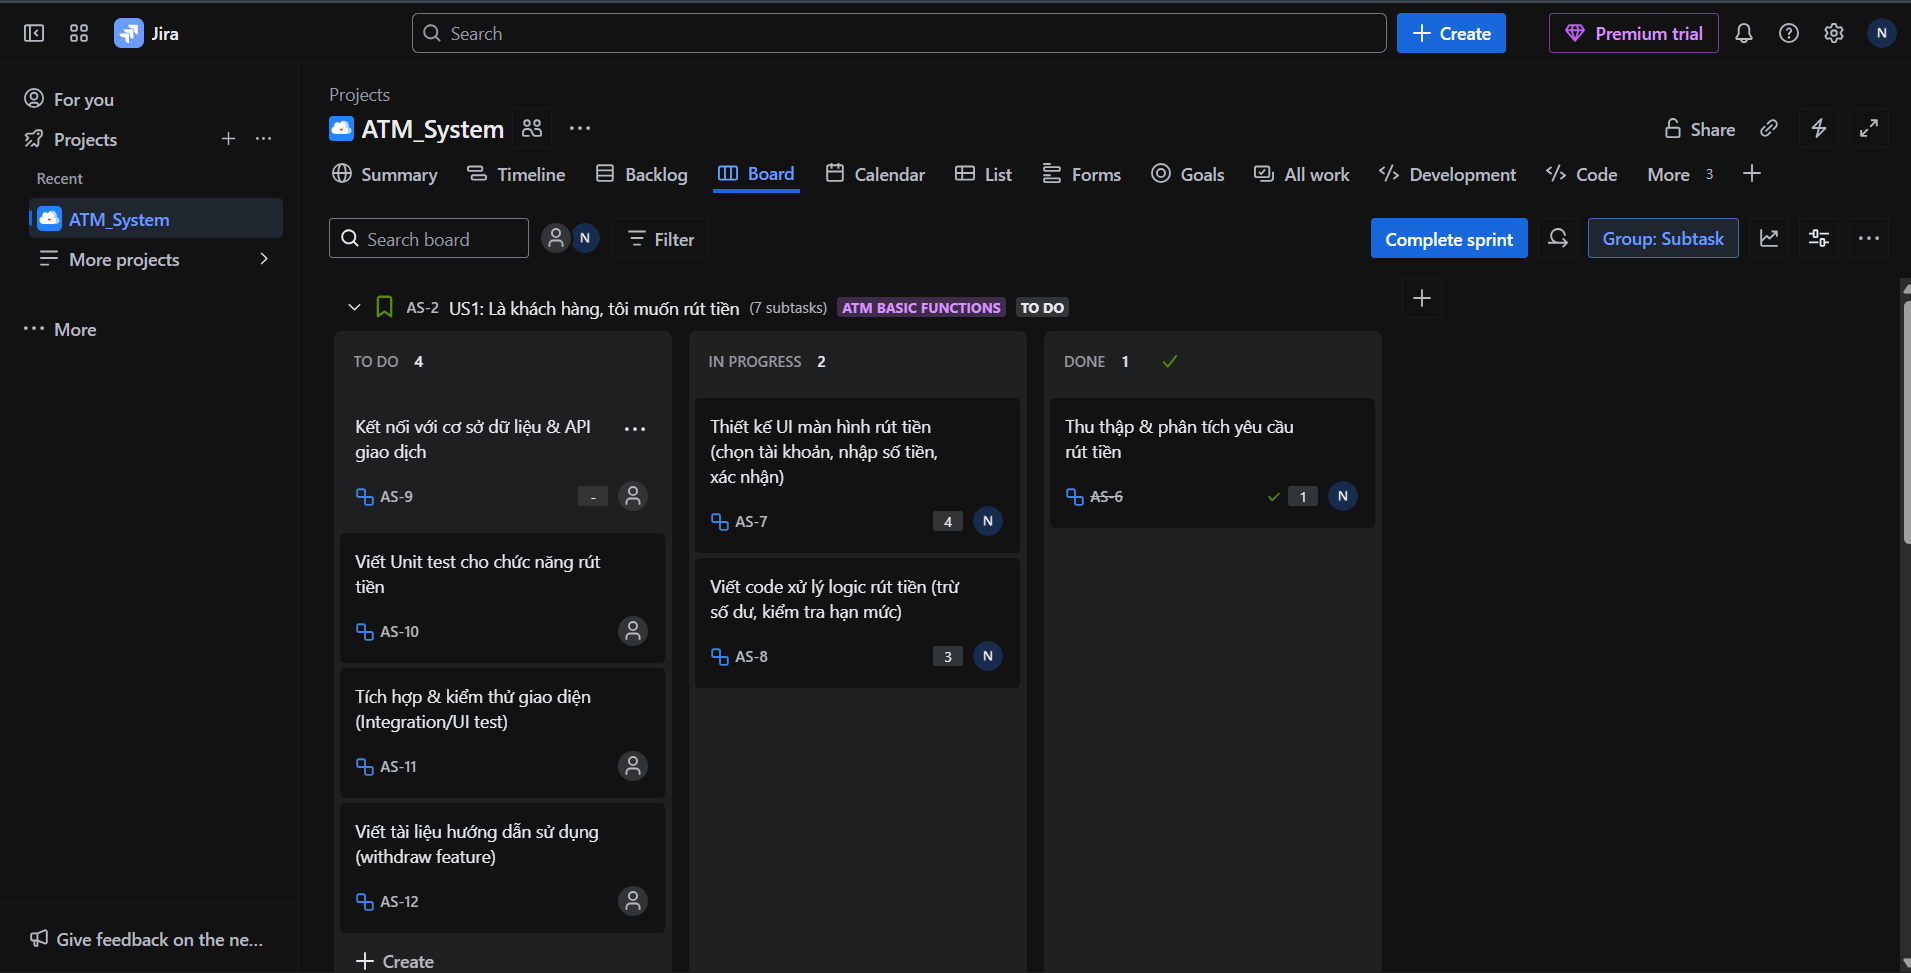 Jira
Search
Create
Premium trial
N
For you
Projects
Recent
ATM_System
More projects
More
Give feedback on the ne...
Projects
ATM_System
Share
Summary
Timeline
Backlog
Board
Calendar
List
Forms
Goals
All work
Development
Code
More 3
Search board
N
Filter
Complete sprint
Group: Subtask
AS-2 US1: Là khách hàng, tôi muốn rút tiền (7 subtasks) ATM BASIC FUNCTIONS TO DO
TO DO 4
Kết nối với cơ sở dữ liệu & API
giao dịch
AS-9 -
Viết Unit test cho chức năng rút
tiền
AS-10
Tích hợp & kiểm thử giao diện
(Integration/UI test)
AS-11
Viết tài liệu hướng dẫn sử dụng
(withdraw feature)
AS-12
Create
IN PROGRESS 2
Thiết kế UI màn hình rút tiền
(chọn tài khoản, nhập số tiền,
xác nhận)
AS-7 4 N
Viết code xử lý logic rút tiền (trừ
số dư, kiểm tra hạn mức)
AS-8 3 N
DONE 1
Thu thập & phân tích yêu cầu
rút tiền
AS-6 1 N